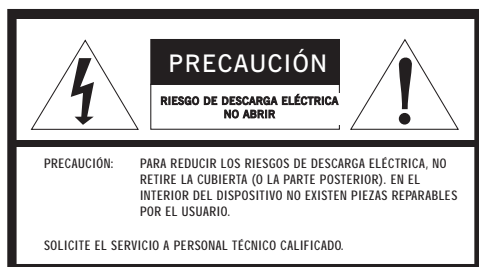 PRECAUCIÓN
RIESGO DE DESCARGA ELÉCTRICA
NO ABRIR
PRECAUCIÓN: PARA REDUCIR LOS RIESGOS DE DESCARGA ELÉCTRICA, NO
RETIRE LA CUBIERTA (O LA PARTE POSTERIOR). EN EL
INTERIOR DEL DISPOSITIVO NO EXISTEN PIEZAS REPARABLES
POR EL USUARIO.
SOLICITE EL SERVICIO A PERSONAL TÉCNICO CALIFICADO.